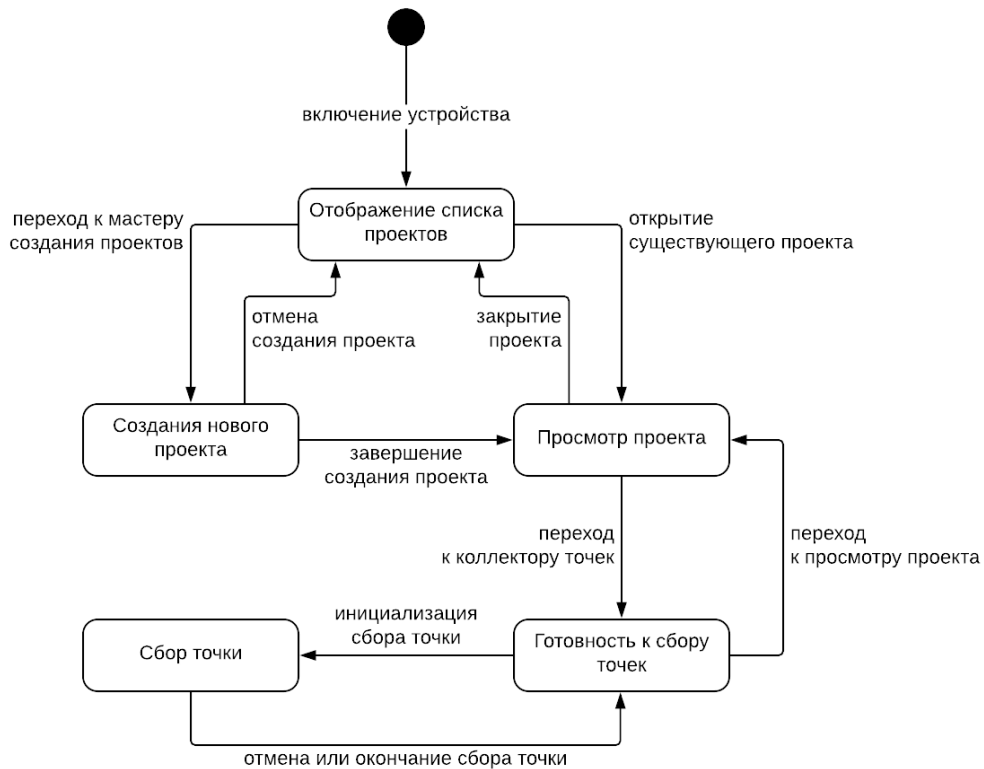 включение устройства
Отображение списка
проектов
переход к мастеру
создания проектов
открытие
существующего проекта
отмена
создания проекта
закрытие
проекта
Создания нового
проекта
завершение
создания проекта
Просмотр проекта
переход
к коллектору точек
переход
к просмотру проекта
инициализация
сбора точки
Сбор точки
Готовность к сбору
точек
отмена или окончание сбора точки